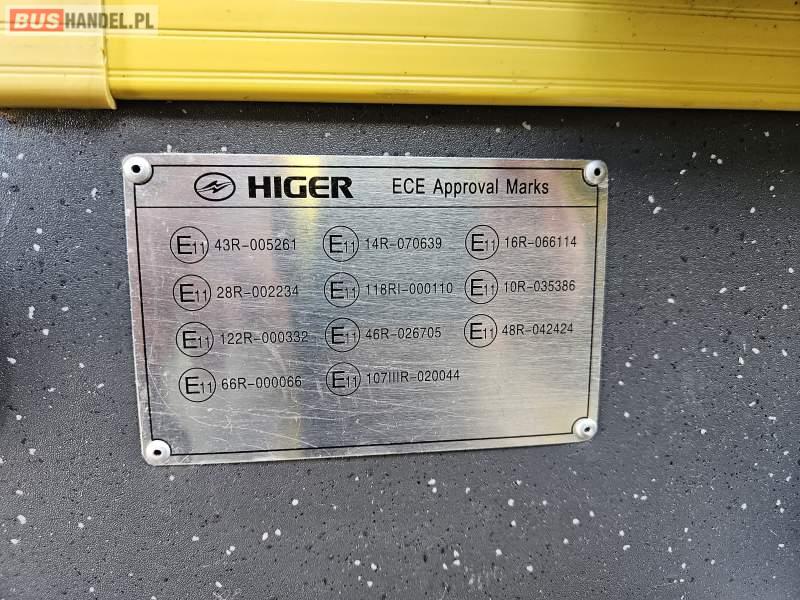 BUSHANDEL.PL
HIGER ECE Approval Marks
E11 43R-005261 E11 14R-070639 E11 16R-066114
E11 28R-002234 E11 118RI-000110 E11 10R-035386
E11 122R-000332 E11 46R-026705 E11 48R-042424
E11 66R-000066 E11 107IIIR-020044